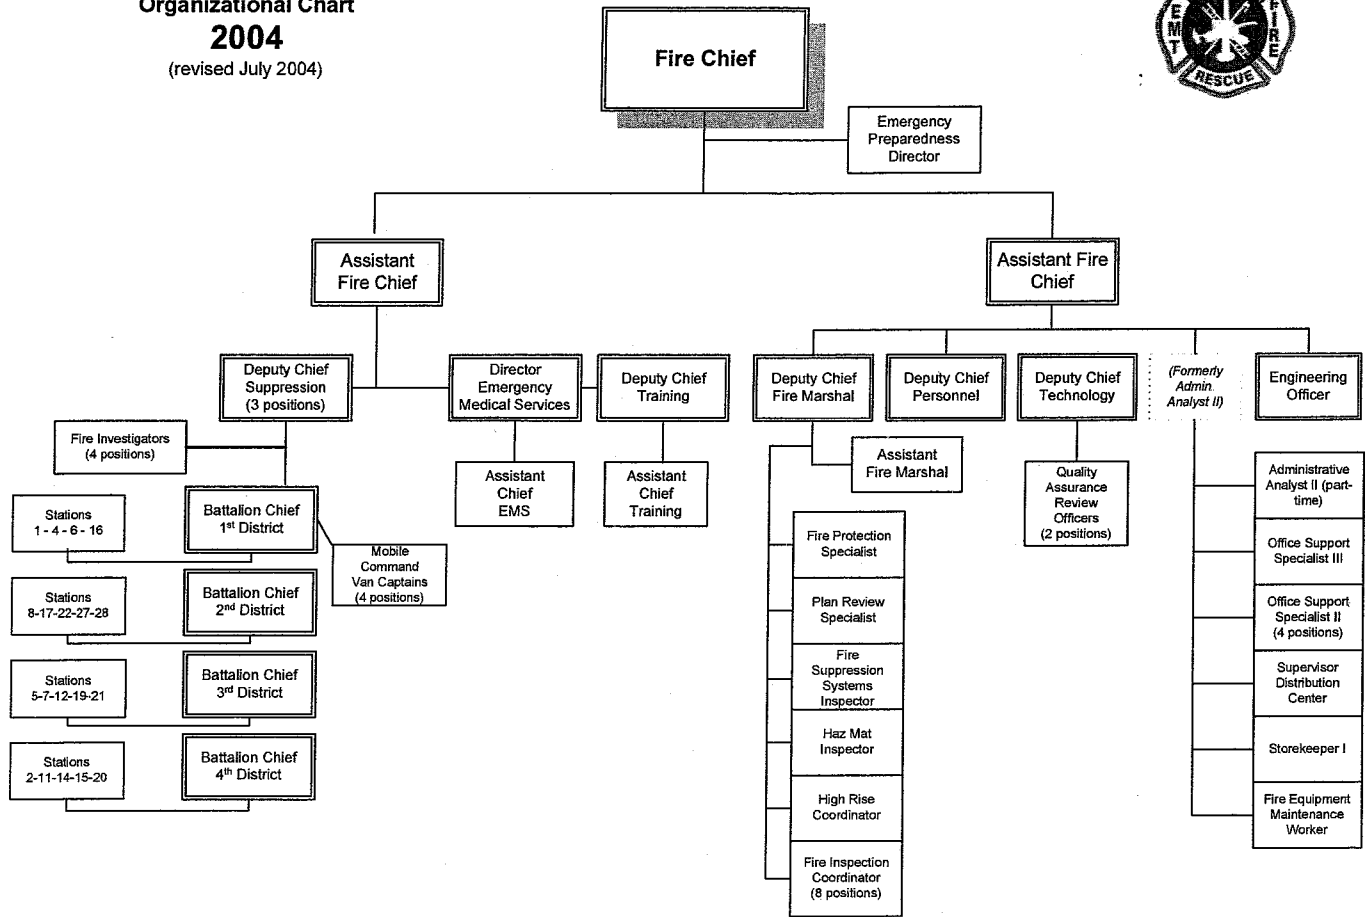 Organizational Chart
2004
(revised July 2004)
EMT
FIRE
RESCUE
Fire Chief
Emergency
Preparedness
Director
Assistant
Fire Chief
Assistant Fire
Chief
Deputy Chief
Suppression
(3 positions)
Director
Emergency
Medical Services
Deputy Chief
Training
Deputy Chief
Fire Marshal
Deputy Chief
Personnel
Deputy Chief
Technology
(Formerly
Admin.
Analyst II)
Engineering
Officer
Fire Investigators
(4 positions)
Assistant
Chief
EMS
Assistant
Chief
Training
Assistant
Fire Marshal
Quality
Assurance
Review
Officers
(2 positions)
Stations
1 - 4 - 6 - 16
Battalion Chief
1st District
Mobile
Command
Van Captains
(4 positions)
Stations
8-17-22-27-28
Battalion Chief
2nd District
Stations
5-7-12-19-21
Battalion Chief
3rd District
Stations
2-11-14-15-20
Battalion Chief
4th District
Fire Protection
Specialist
Plan Review
Specialist
Fire
Suppression
Systems
Inspector
Haz Mat
Inspector
High Rise
Coordinator
Fire Inspection
Coordinator
(8 positions)
Administrative
Analyst II (part-
time)
Office Support
Specialist III
Office Support
Specialist II
(4 positions)
Supervisor
Distribution
Center
Storekeeper I
Fire Equipment
Maintenance
Worker